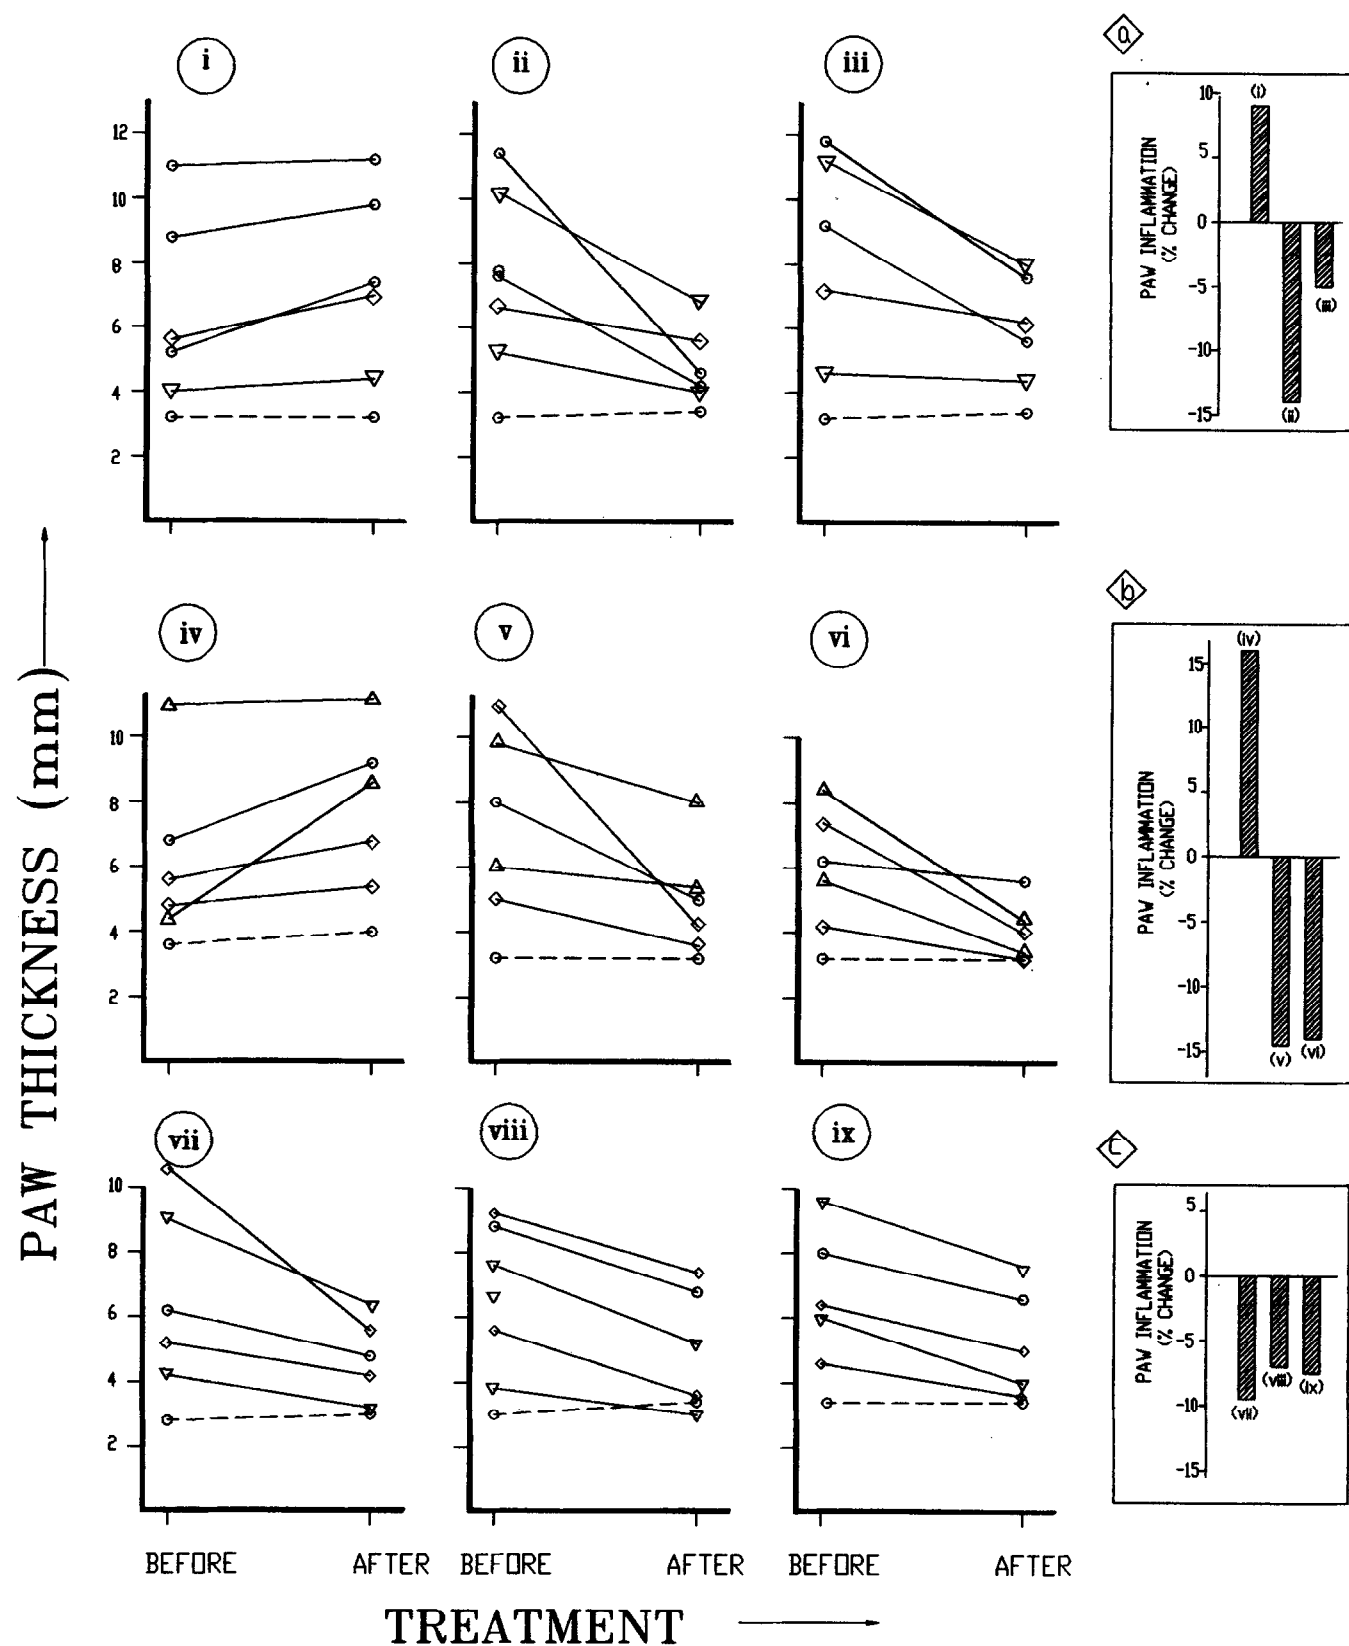 i
ii
iii
a
12
10
8
6
4
2
PAW INFLAMMATION
(% CHANGE)
10
5
0
-5
-10
-15
(i)
(ii)
(iii)
iv
v
vi
b
10
8
6
4
2
PAW INFLAMMATION
(% CHANGE)
15
10
5
0
-5
-10
-15
(iv)
(v)
(vi)
vii
viii
ix
c
10
8
6
4
2
PAW INFLAMMATION
(% CHANGE)
5
0
-5
-10
-15
(vii)
(viii)
(ix)
PAW THICKNESS (mm)
BEFORE AFTER BEFORE AFTER BEFORE AFTER
TREATMENT